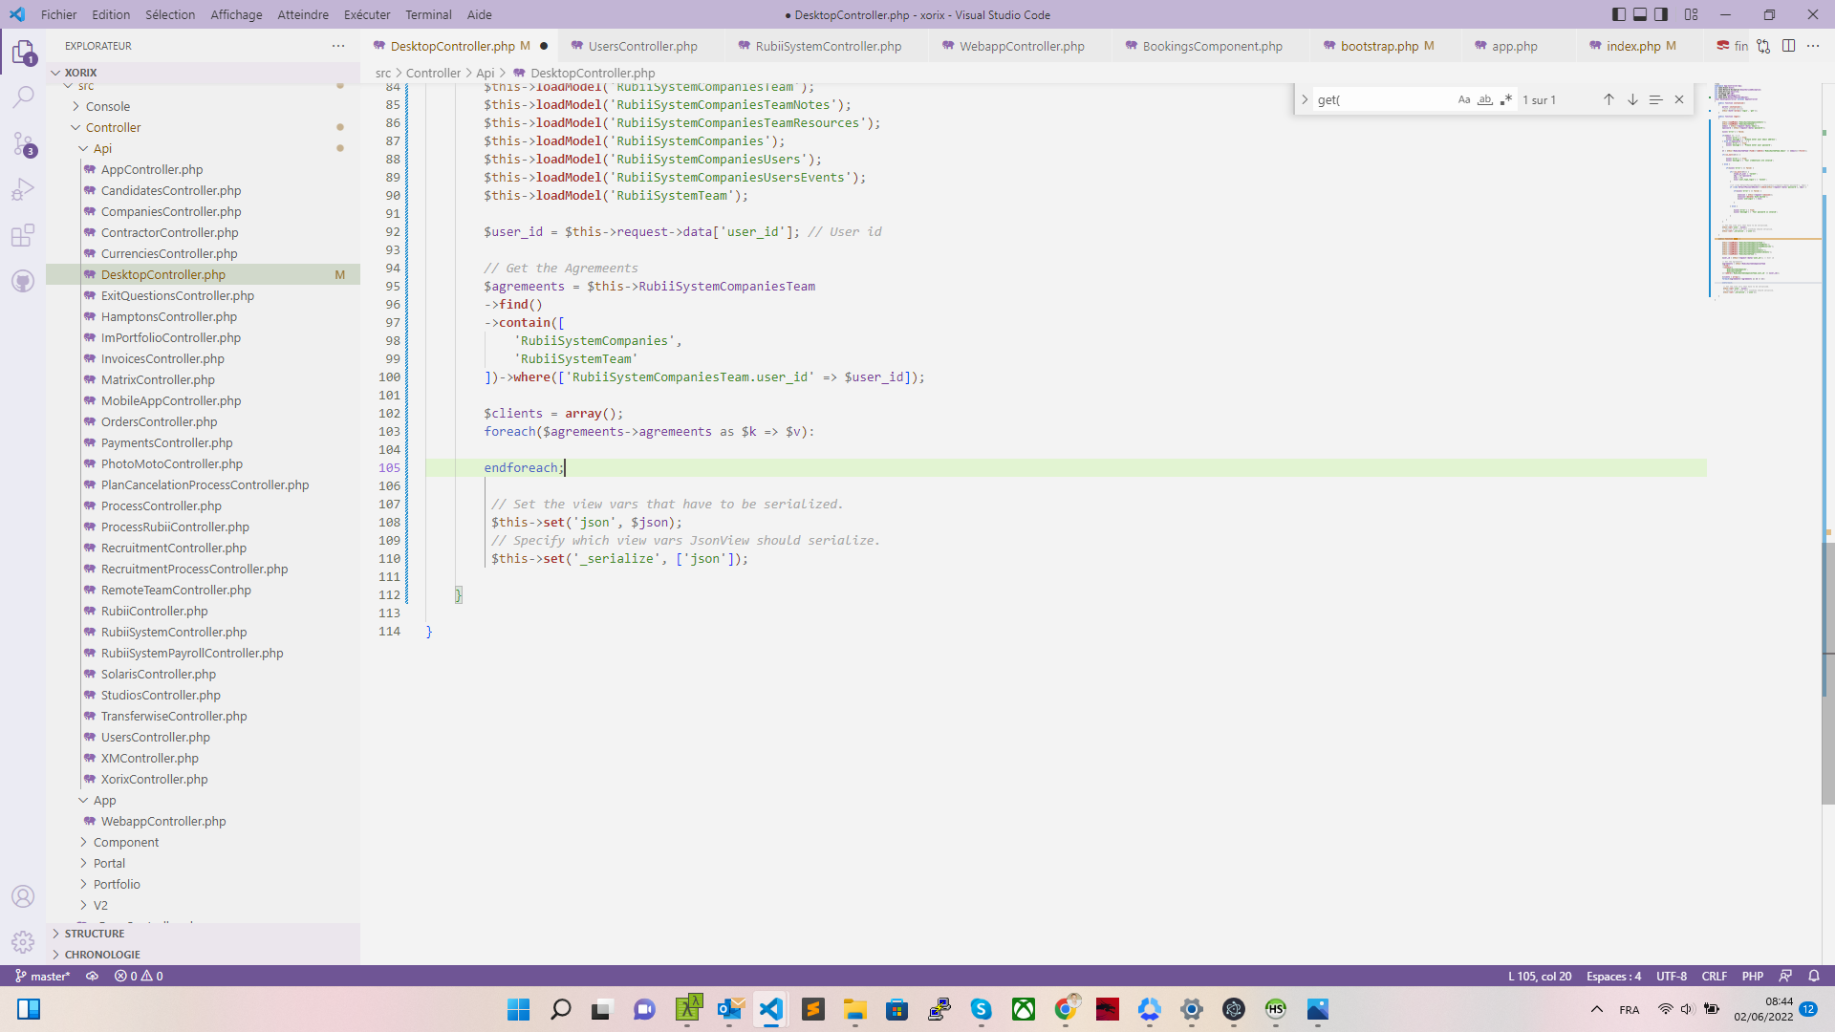 Fichier Edition Sélection Affichage Atteindre Exécuter Terminal Aide
● DesktopController.php - xorix - Visual Studio Code
EXPLORATEUR
DesktopController.php M
UsersController.php
RubiiSystemController.php
WebappController.php
BookingsComponent.php
bootstrap.php M
app.php
index.php M
fin
src > Controller > Api > DesktopController.php
get(
Aa ab
1 sur 1
XORIX
src
Console
Controller
Api
AppController.php
CandidatesController.php
CompaniesController.php
ContractorController.php
CurrenciesController.php
DesktopController.php M
ExitQuestionsController.php
HamptonsController.php
ImPortfolioController.php
InvoicesController.php
MatrixController.php
MobileAppController.php
OrdersController.php
PaymentsController.php
PhotoMotoController.php
PlanCancelationProcessController.php
ProcessController.php
ProcessRubiiController.php
RecruitmentController.php
RecruitmentProcessController.php
RemoteTeamController.php
RubiiController.php
RubiiSystemController.php
RubiiSystemPayrollController.php
SolarisController.php
StudiosController.php
TransferwiseController.php
UsersController.php
XMController.php
XorixController.php
App
WebappController.php
Component
Portal
Portfolio
V2
STRUCTURE
CHRONOLOGIE
84 $this->loadModel('RubiiSystemCompaniesTeam');
85 $this->loadModel('RubiiSystemCompaniesTeamNotes');
86 $this->loadModel('RubiiSystemCompaniesTeamResources');
87 $this->loadModel('RubiiSystemCompanies');
88 $this->loadModel('RubiiSystemCompaniesUsers');
89 $this->loadModel('RubiiSystemCompaniesUsersEvents');
90 $this->loadModel('RubiiSystemTeam');
91
92 $user_id = $this->request->data['user_id']; // User id
93
94 // Get the Agremeents
95 $agremeents = $this->RubiiSystemCompaniesTeam
96 ->find()
97 ->contain([
98 'RubiiSystemCompanies',
99 'RubiiSystemTeam'
100 ])->where(['RubiiSystemCompaniesTeam.user_id' => $user_id]);
101
102 $clients = array();
103 foreach($agremeents->agremeents as $k => $v):
104
105 endforeach;
106
107 // Set the view vars that have to be serialized.
108 $this->set('json', $json);
109 // Specify which view vars JsonView should serialize.
110 $this->set('_serialize', ['json']);
111
112 }
113
114 }
1
3
master* 0 0
L 105, col 20 Espaces : 4 UTF-8 CRLF PHP
HS
FRA
08:44
02/06/2022
12